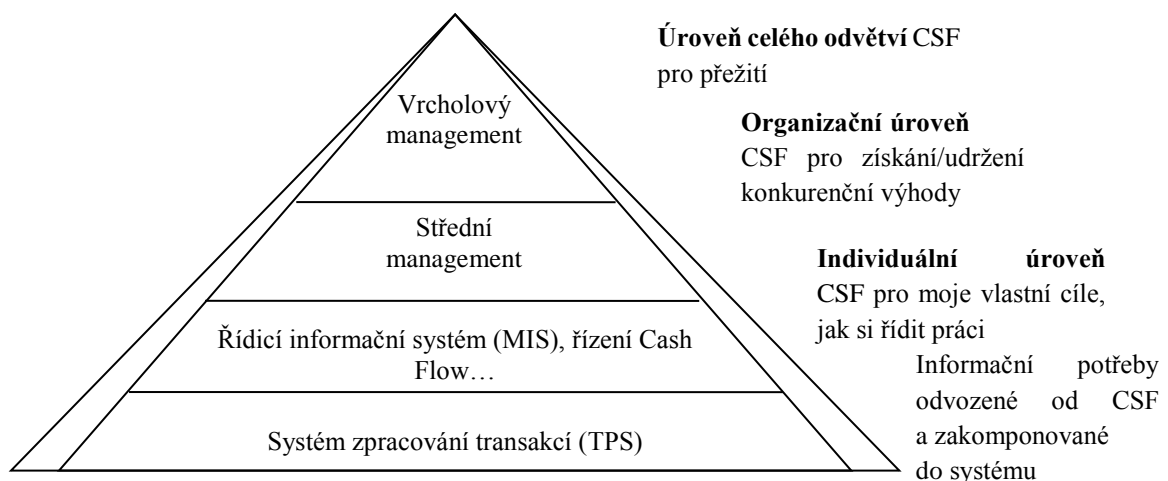 Úroveň celého odvětví CSF
pro přežití
Vrcholový
management
Organizační úroveň
CSF pro získání/udržení
konkurenční výhody
Střední
management
Individuální úroveň
CSF pro moje vlastní cíle,
jak si řídit práci
Řídicí informační systém (MIS), řízení Cash
Flow…
Informační potřeby
odvozené od CSF
a zakomponované
do systému
Systém zpracování transakcí (TPS)